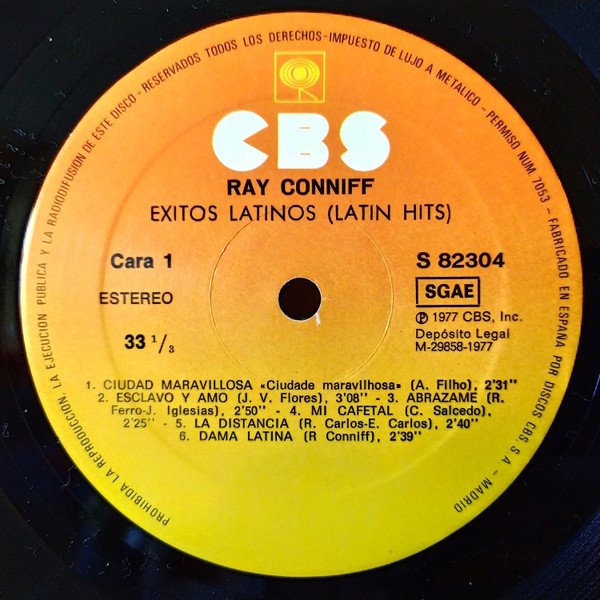 RESERVADOS TODOS LOS DERECHOS-IMPUESTO DE LUJO A METALICO - PERMISO NUM. 7053 - FABRICADO EN ESPAÑA POR DISCOS CBS, S.A - MADRID
PROHIBIDA LA REPRODUCCION, LA EJECUCION PUBLICA Y LA RADIODIFUSION DE ESTE DISCO-
CBS
RAY CONNIFF
EXITOS LATINOS (LATIN HITS)
Cara 1
S 82304
ESTEREO
SGAE
33 1/3
℗ 1977 CBS, Inc.
Depósito Legal
M-29858-1977
1. CIUDAD MARAVILLOSA «Ciudade maravilhosa» (A. Filho), 2'31''
2. ESCLAVO Y AMO (J. V. Flores), 3'08'' - 3. ABRAZAME (R.
Ferro-J. Iglesias), 2'50'' - 4. MI CAFETAL (C. Salcedo),
2'25'' - 5. LA DISTANCIA (R. Carlos-E. Carlos), 2'40''
6. DAMA LATINA (R Conniff), 2'39''